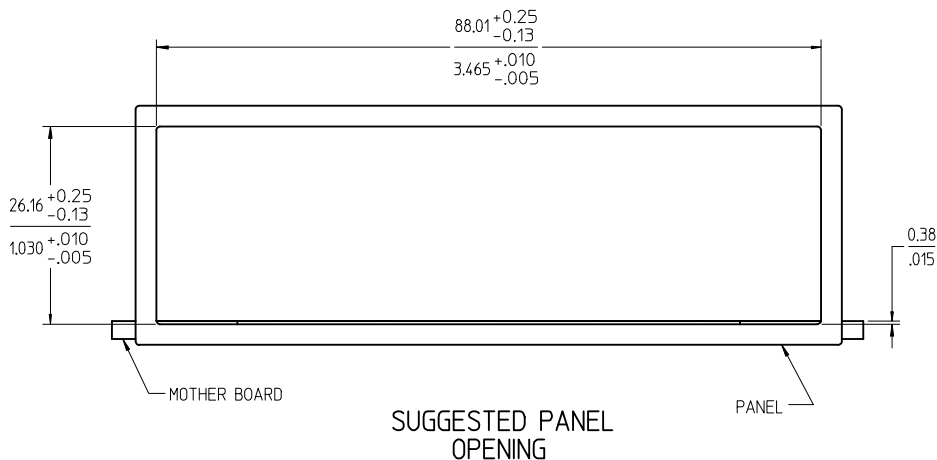 88.01 +0.25
-0.13
3.465 +.010
-.005
26.16 +0.25
-0.13
1.030 +.010
-.005
0.38
.015
MOTHER BOARD
PANEL
SUGGESTED PANEL
OPENING